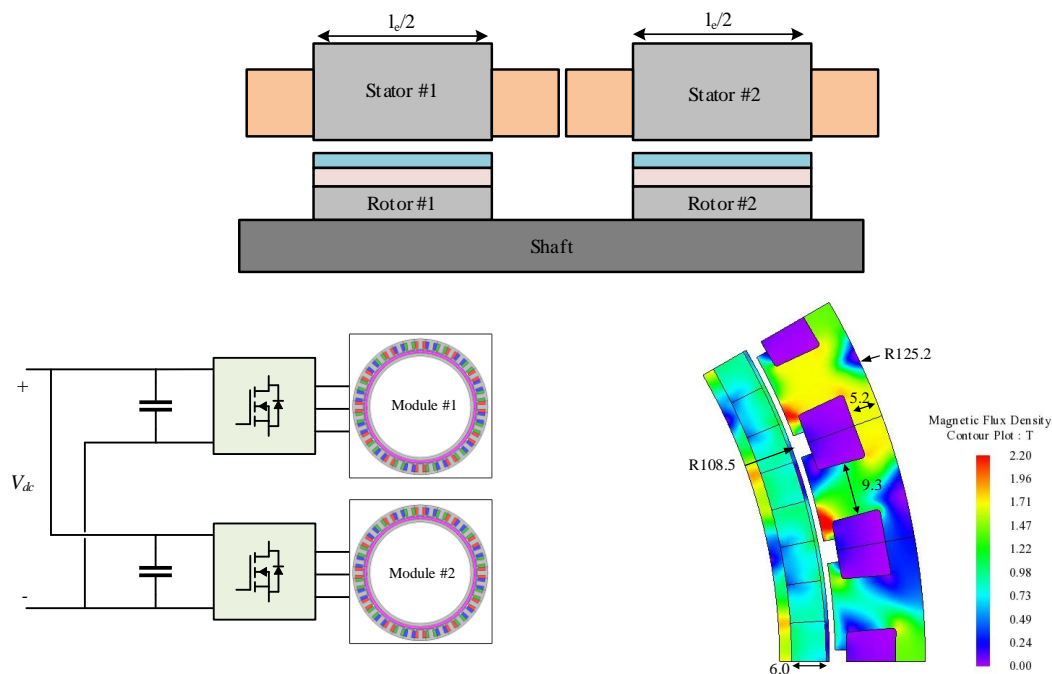 l_e/2
l_e/2
Stator #1
Stator #2
Rotor #1
Rotor #2
Shaft
+
V_dc
-
Module #1
Module #2
R125.2
5.2
R108.5
9.3
6.0
Magnetic Flux Density
Contour Plot : T
2.20
1.96
1.71
1.47
1.22
0.98
0.73
0.49
0.24
0.00